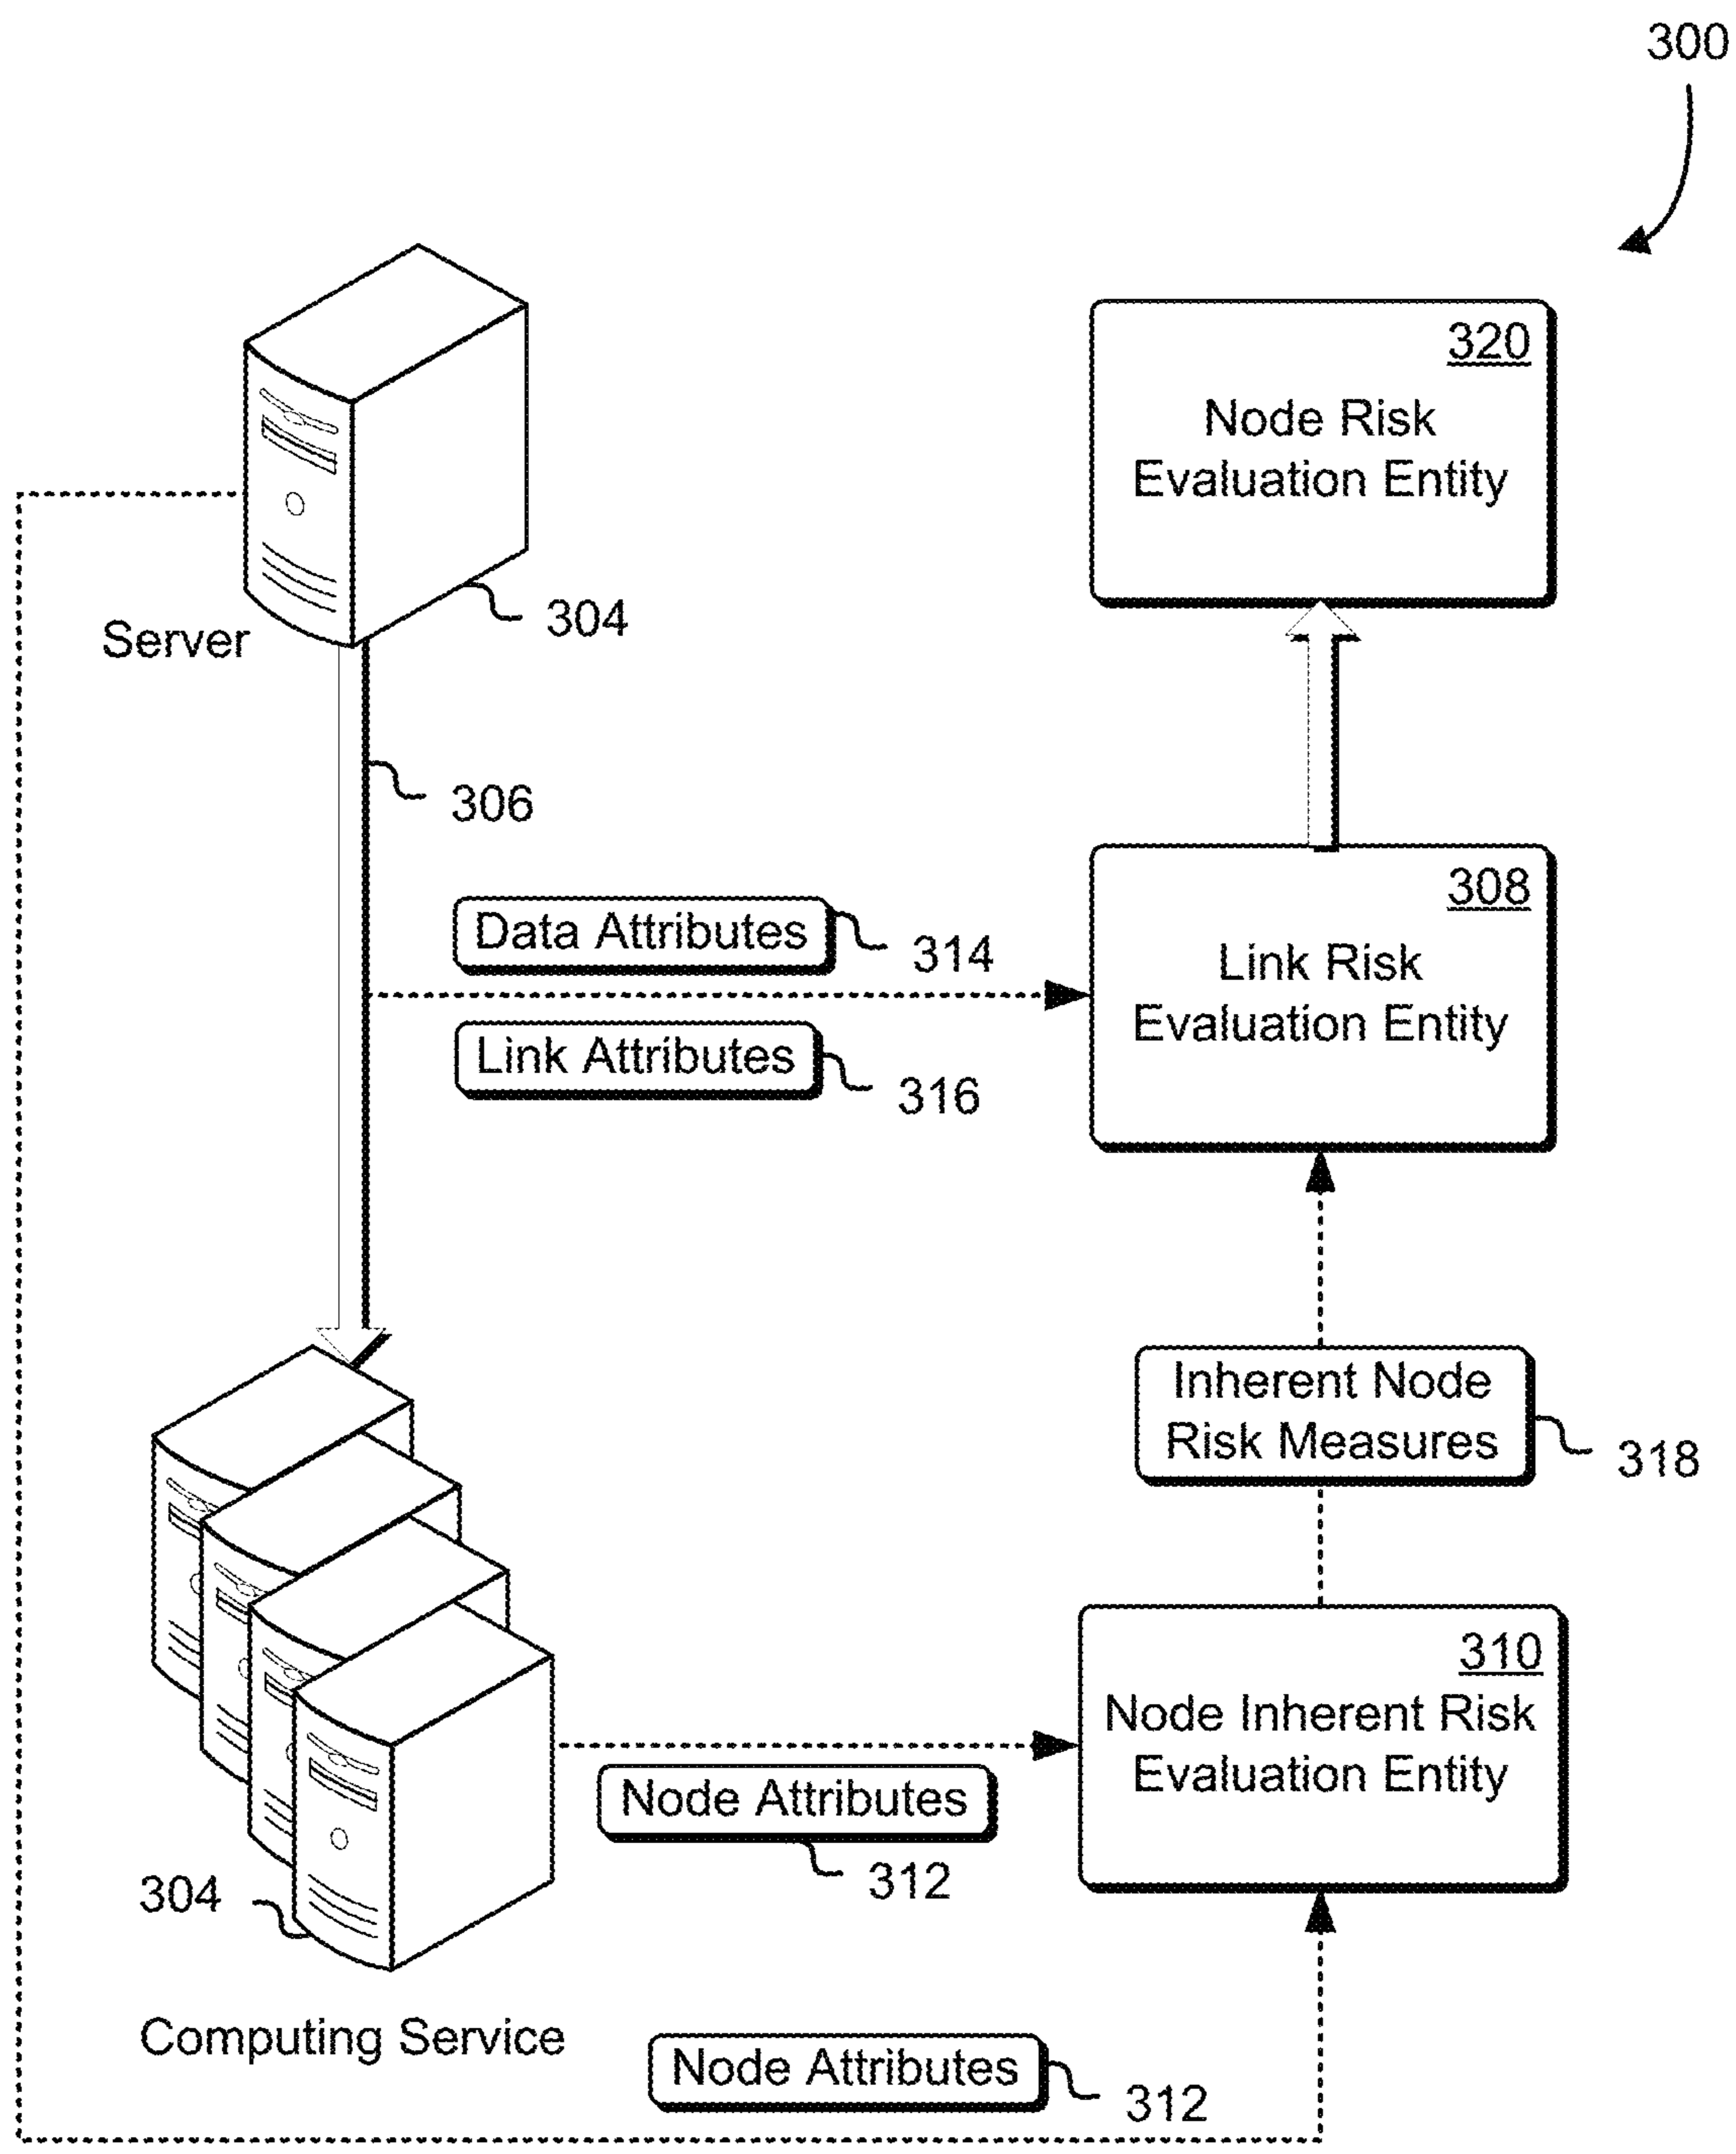 300
320
Node Risk
Evaluation Entity
304
Server
306
308
Data Attributes
314
Link Risk
Evaluation Entity
Link Attributes
316
Inherent Node
Risk Measures
318
310
Node Inherent Risk
Evaluation Entity
Node Attributes
312
304
Computing Service
Node Attributes
312